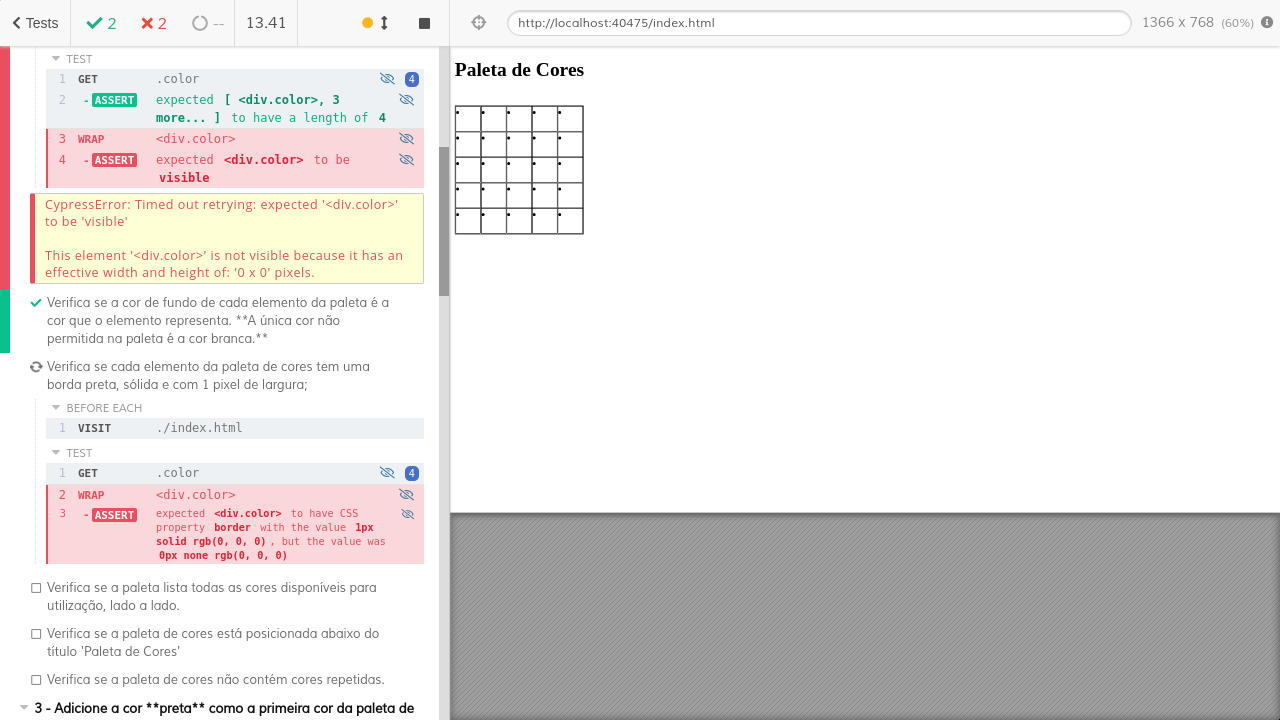 Tests 2 2 -- 13.41
http://localhost:40475/index.html 1366 x 768 (60%)
TEST
1 GET .color 4
2 - ASSERT expected [ <div.color>, 3
more... ] to have a length of 4
3 WRAP <div.color>
4 - ASSERT expected <div.color> to be
visible
CypressError: Timed out retrying: expected '<div.color>'
to be 'visible'
This element '<div.color>' is not visible because it has an
effective width and height of: '0 x 0' pixels.
Verifica se a cor de fundo de cada elemento da paleta é a
cor que o elemento representa. **A única cor não
permitida na paleta é a cor branca.**
Verifica se cada elemento da paleta de cores tem uma
borda preta, sólida e com 1 pixel de largura;
BEFORE EACH
1 VISIT ./index.html
TEST
1 GET .color 4
2 WRAP <div.color>
3 - ASSERT expected <div.color> to have CSS
property border with the value 1px
solid rgb(0, 0, 0) , but the value was
0px none rgb(0, 0, 0)
Verifica se a paleta lista todas as cores disponíveis para
utilização, lado a lado.
Verifica se a paleta de cores está posicionada abaixo do
título 'Paleta de Cores'
Verifica se a paleta de cores não contém cores repetidas.
3 - Adicione a cor **preta** como a primeira cor da paleta de
Paleta de Cores